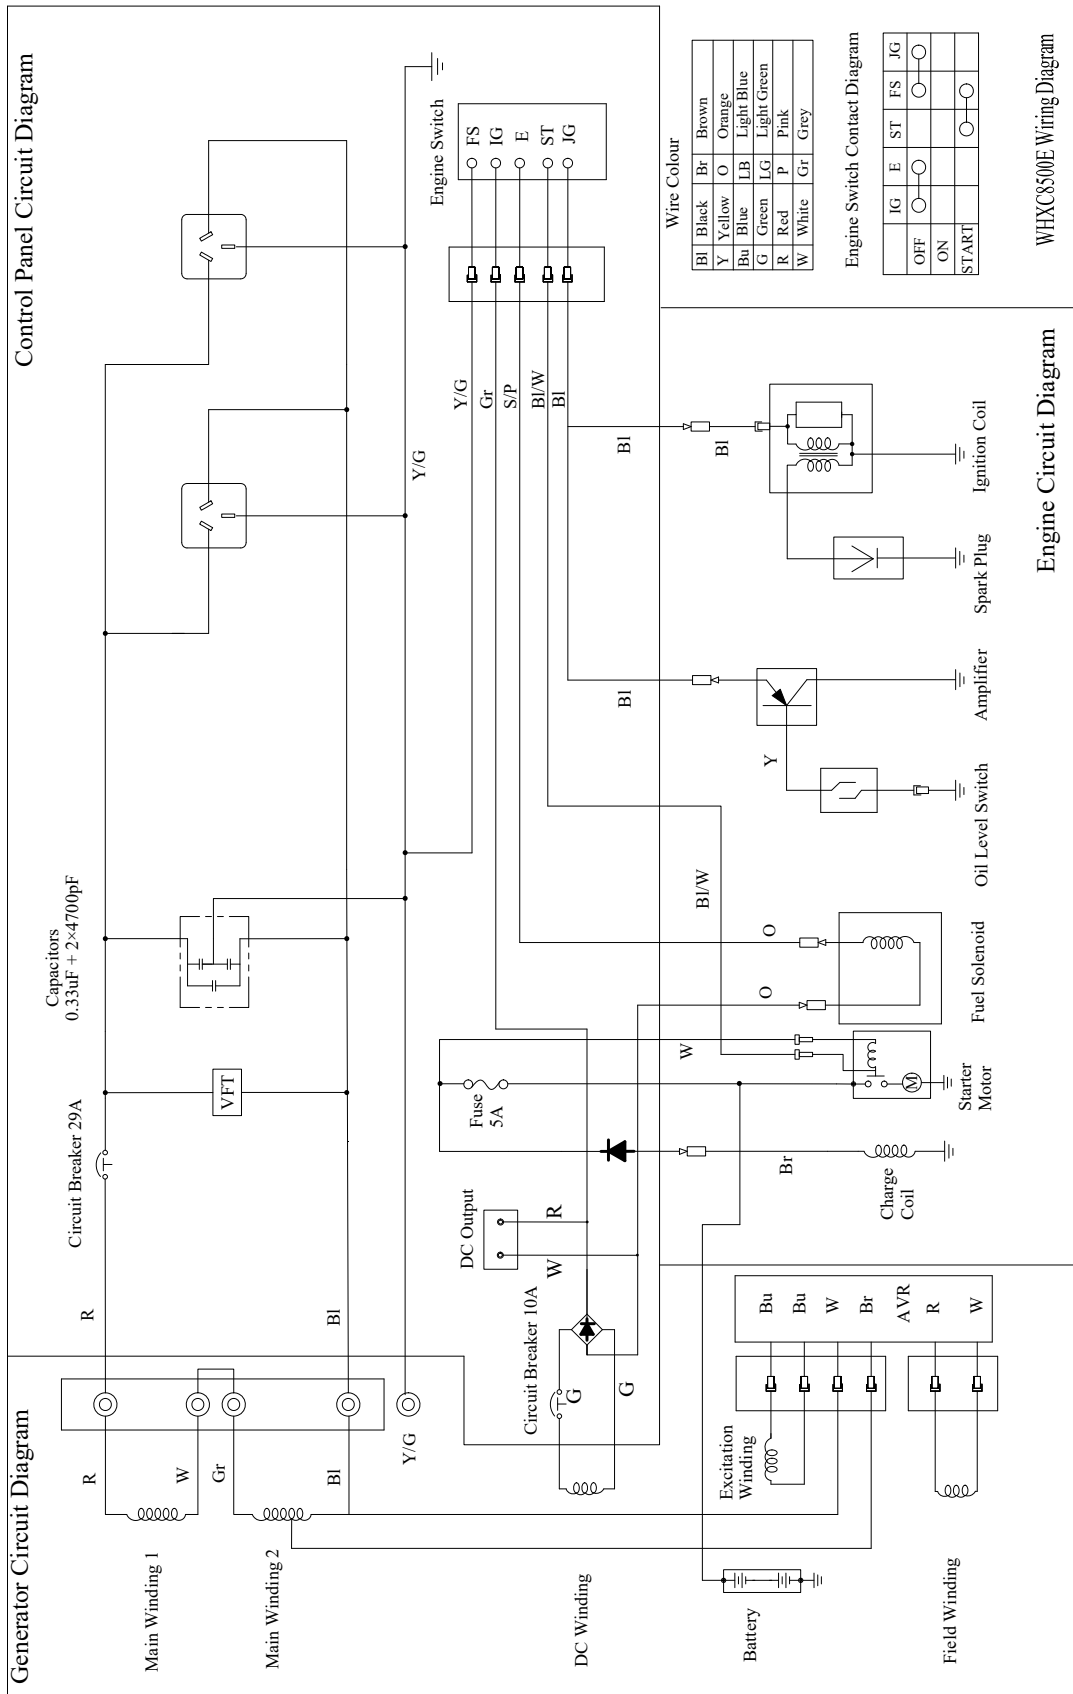 Generator Circuit Diagram
Control Panel Circuit Diagram
Main Winding 1
Main Winding 2
DC Winding
Battery
Field Winding
R
W
Gr
Bl
Y/G
R
Bl
Circuit Breaker 29A
VFT
Capacitors
0.33uF + 2×4700pF
Y/G
Circuit Breaker 10A
G
G
DC Output
W
R
Fuse
5A
Engine Switch
FS
IG
E
ST
JG
Y/G
Gr
S/P
Bl/W
Bl
Excitation
Winding
Bu
Bu
W
Br
AVR
R
W
Br
Charge
Coil
W
M
Starter
Motor
O
O
Fuel Solenoid
Bl/W
Y
Oil Level Switch
Bl
Amplifier
Spark Plug
Bl
Bl
Ignition Coil
Engine Circuit Diagram
Wire Colour
Bl Black Br Brown
Y Yellow O Orange
Bu Blue LB Light Blue
G Green LG Light Green
R Red P Pink
W White Gr Grey
Engine Switch Contact Diagram
IG E ST FS JG
OFF
ON
START
WHXC8500E Wiring Diagram